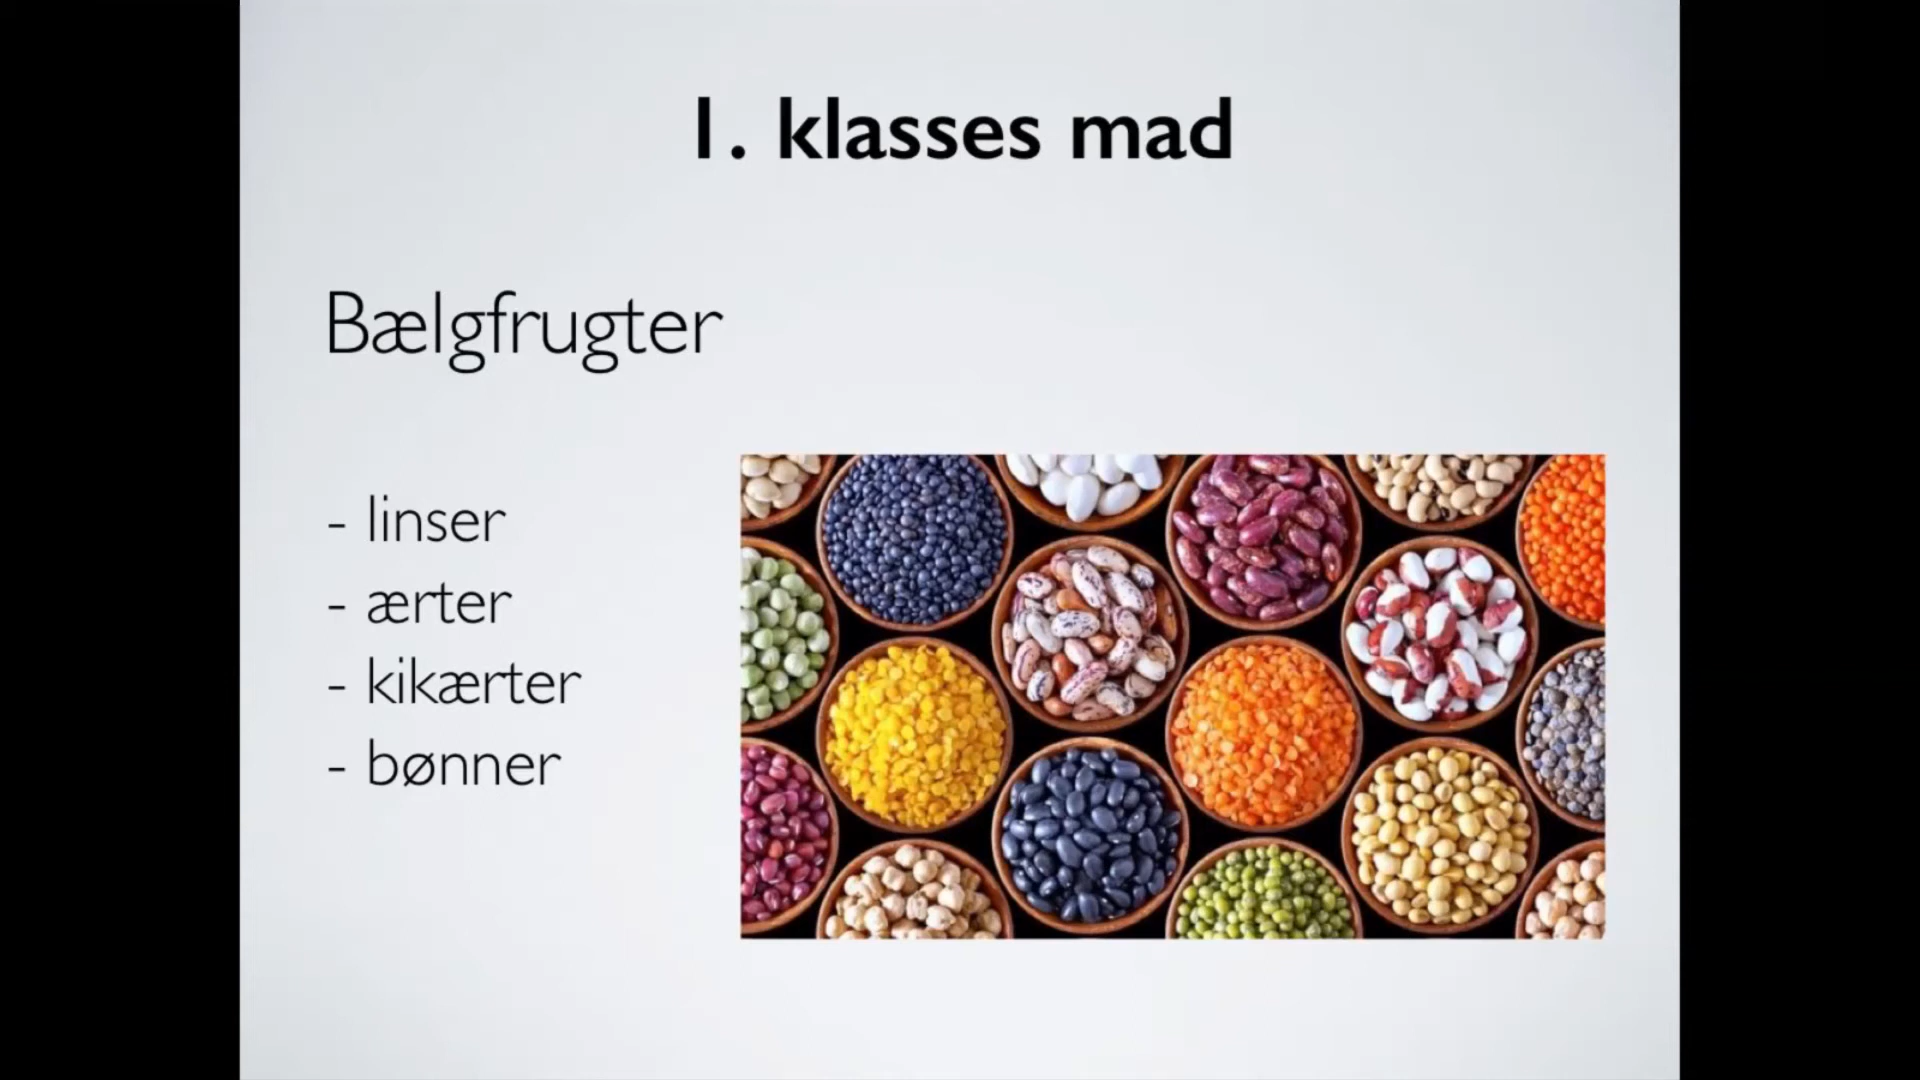 1. klasses mad
Bælgfrugter
- linser
- ærter
- kikærter
- bønner